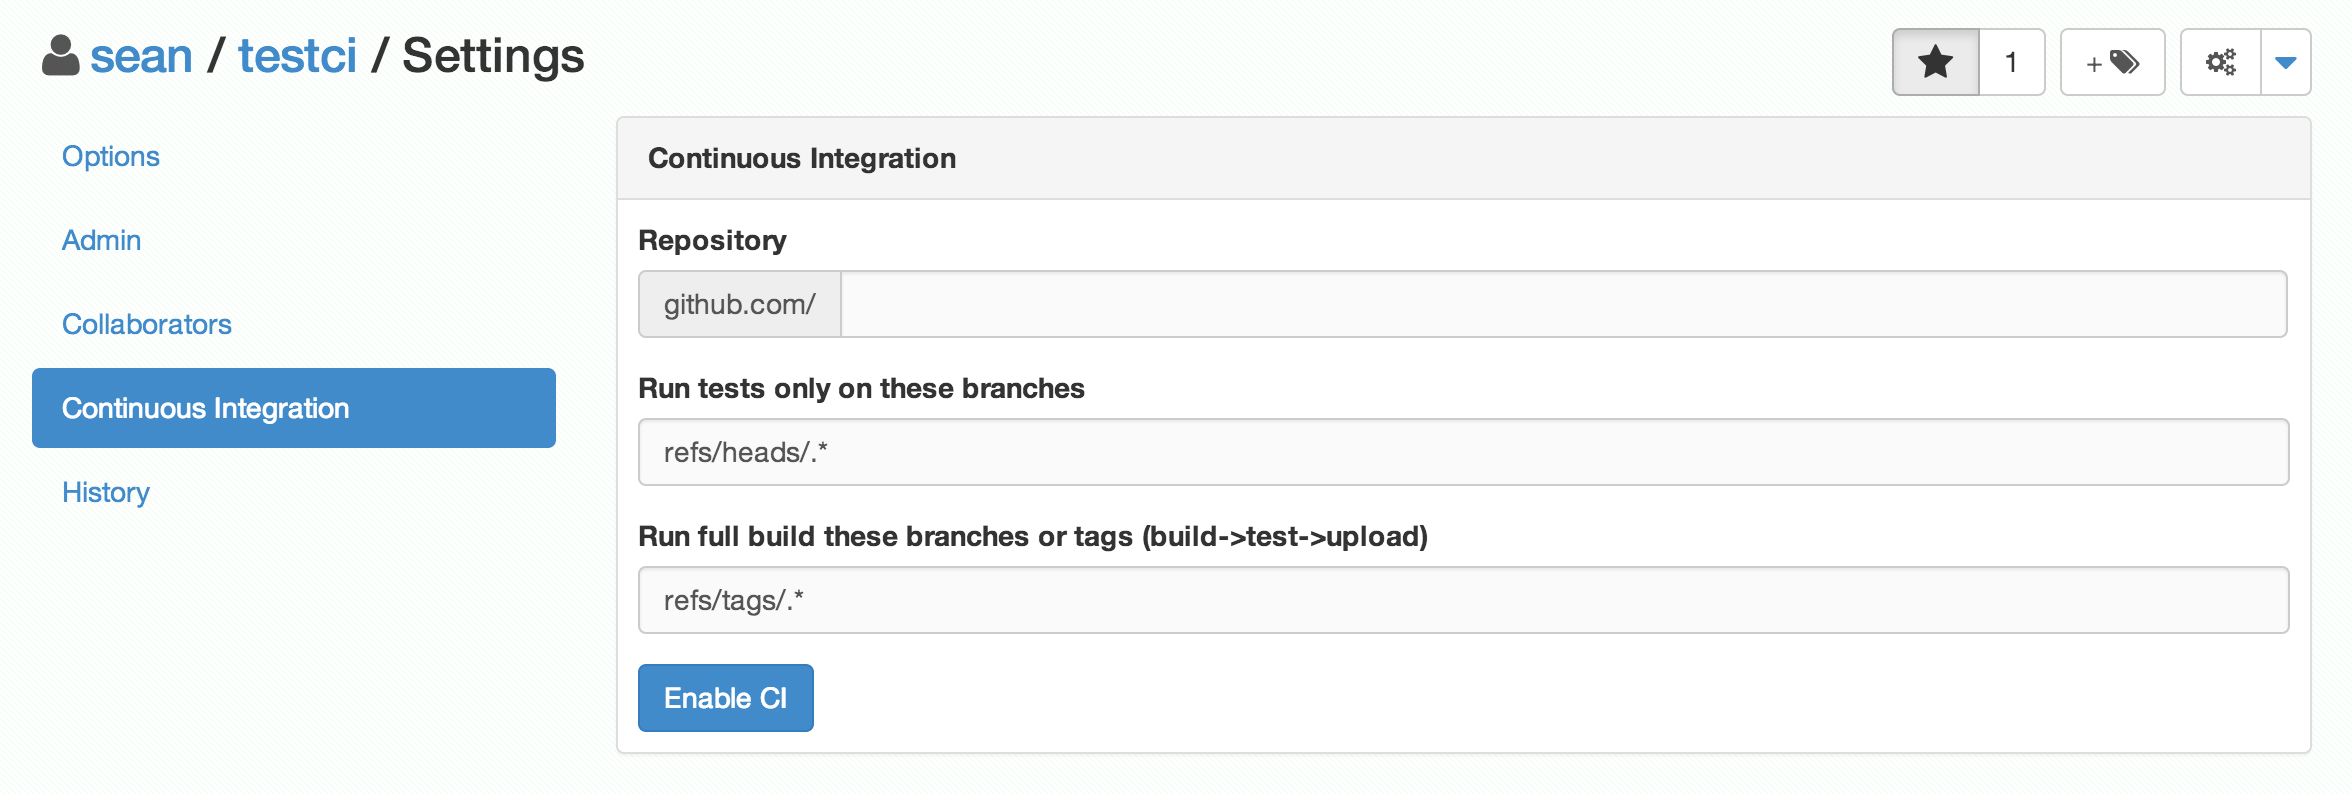 sean / testci / Settings
1
+
Options
Admin
Collaborators
Continuous Integration
History
Continuous Integration
Repository
github.com/
Run tests only on these branches
refs/heads/.*
Run full build these branches or tags (build->test->upload)
refs/tags/.*
Enable CI